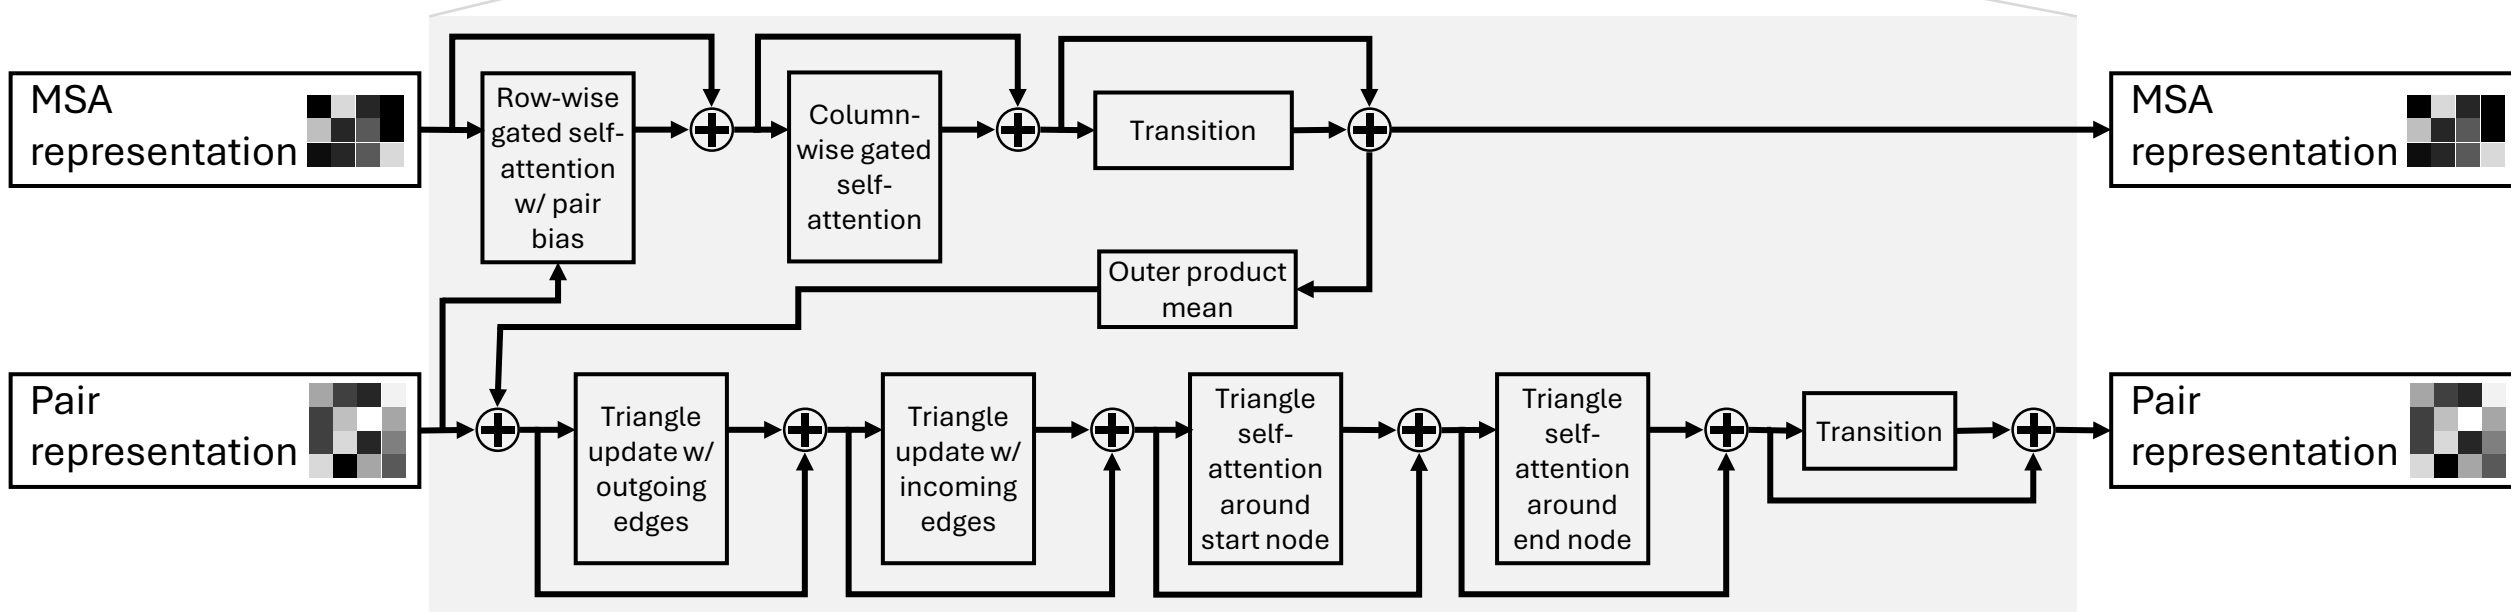 MSA
representation
Row-wise
gated self-
attention
w/ pair
bias
Column-
wise gated
self-
attention
Transition
MSA
representation
Outer product
mean
Pair
representation
Triangle
update w/
outgoing
edges
Triangle
update w/
incoming
edges
Triangle
self-
attention
around
start node
Triangle
self-
attention
around
end node
Transition
Pair
representation